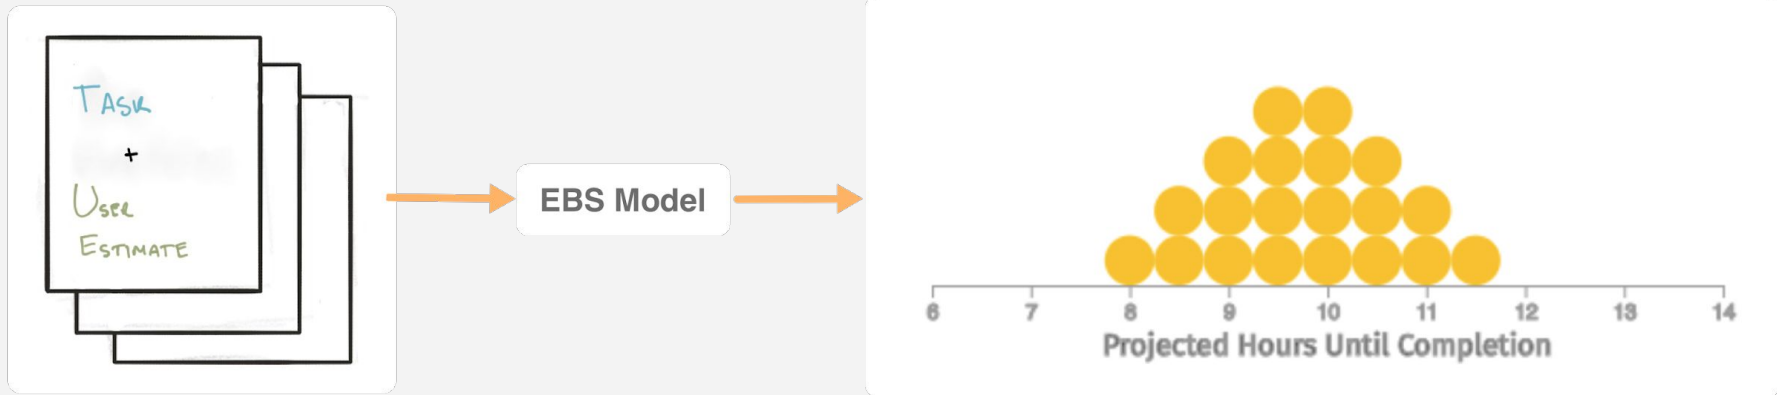 TASK
+
USER
ESTIMATE
EBS Model
6 7 8 9 10 11 12 13 14
Projected Hours Until Completion